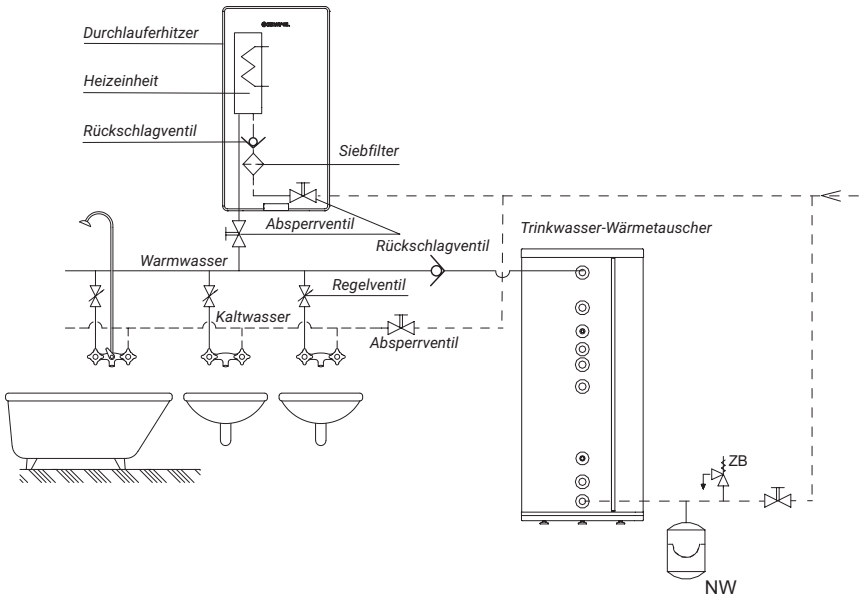 Durchlauferhitzer
Heizeinheit
Rückschlagventil
Siebfilter
Absperrventil
Rückschlagventil
Trinkwasser-Wärmetauscher
Warmwasser
Regelventil
Kaltwasser
Absperrventil
ZB
NW